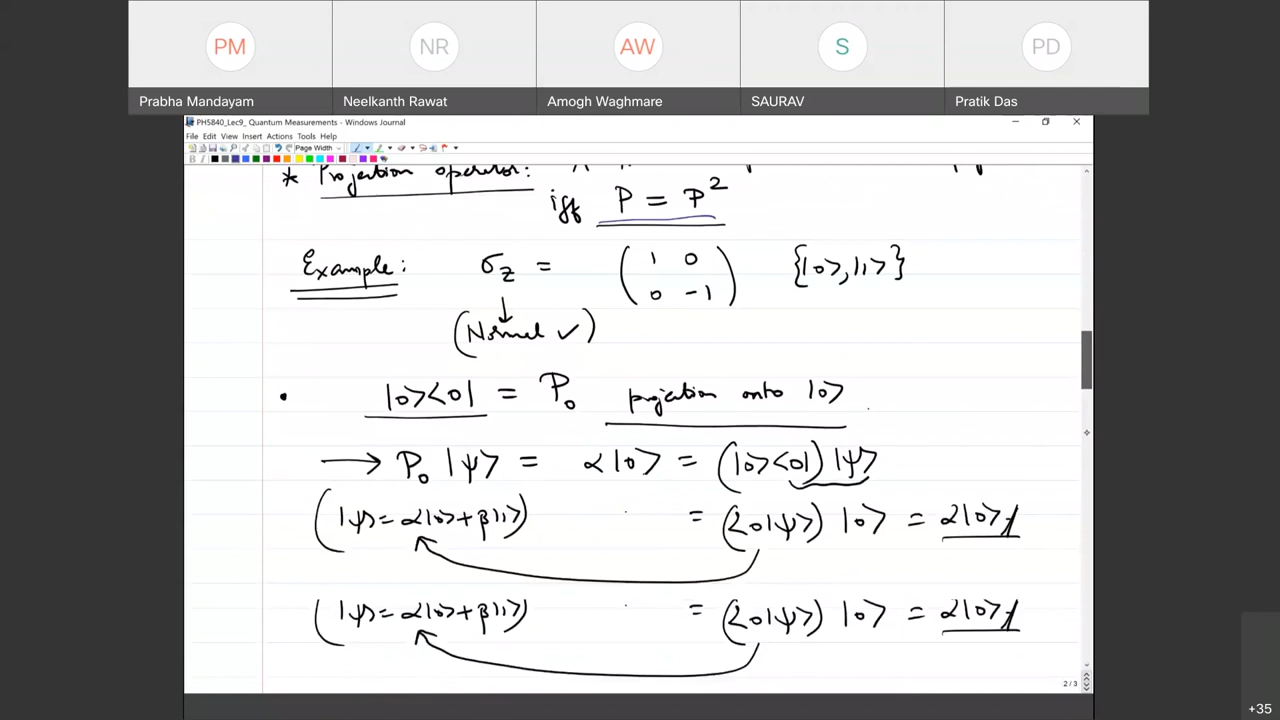 PM NR AW S PD
Prabha Mandayam Neelkanth Rawat Amogh Waghmare SAURAV Pratik Das
PH5840_Lec9_ Quantum Measurements - Windows Journal
File Edit View Insert Actions Tools Help
Page Width
B I
* Projection operator:
iff P = P²
Example: σ_z = ( 1 0 0 -1 ) {|0>,|1>}
(Normal ✓)
• |0><0| = P₀ projection onto |0>
→ P₀ |ψ> = α|0> = (|0><0|) |ψ>
(|ψ> = α|0>+β|1>) = (<0|ψ>) |0> = α|0>
(|ψ> = α|0>+β|1>) = (<0|ψ>) |0> = α|0>
2 / 3
+35